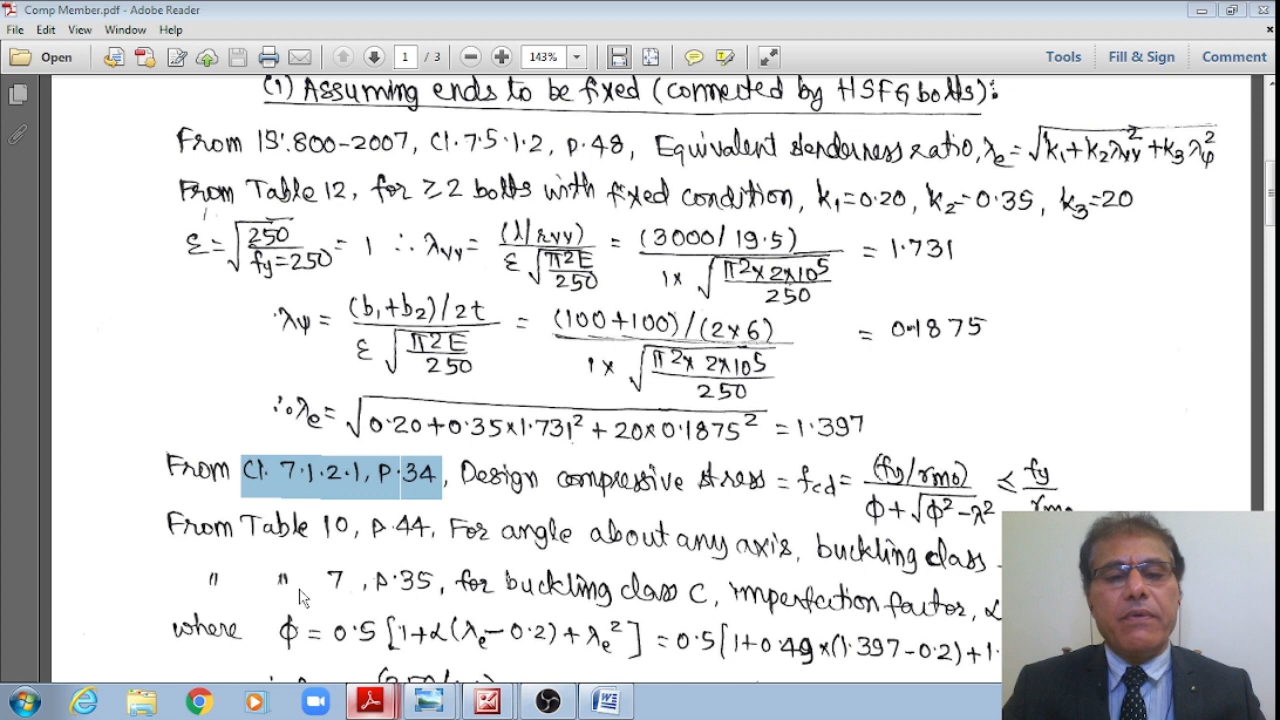 Comp Member.pdf - Adobe Reader
File Edit View Window Help
Open 1 / 3 143% Tools Fill & Sign Comment
(1) Assuming ends to be fixed (connected by HSFG bolts):
From IS:800-2007, Cl.7.5.1.2, P.48, Equivalent slenderness ratio, λe = √(k1+k2λvv²+k3λφ²)
From Table 12, for ≥2 bolts with fixed condition, k1=0.20, k2=0.35, k3=20
ε = √(250/fy=250) = 1 ∴ λvv = (λ/rvv) / (ε√(π²E/250)) = (3000/19.5) / (1×√(π²×2×10⁵/250)) = 1.731
λφ = (b1+b2)/2t / (ε√(π²E/250)) = (100+100)/(2×6) / (1×√(π²×2×10⁵/250)) = 0.1875
∴ λe = √(0.20+0.35×1.731²+20×0.1875²) = 1.397
From Cl. 7.1.2.1, P.34, Design compressive stress = fcd = (fy/γmo) / (φ+√(φ²-λ²)) ≤ fy/γmo
From Table 10, P.44, For angle about any axis, buckling class
" " 7, P.35, for buckling class C, imperfection factor, α
where φ = 0.5[1+α(λe-0.2)+λe²] = 0.5[1+0.49×(1.397-0.2)+1.